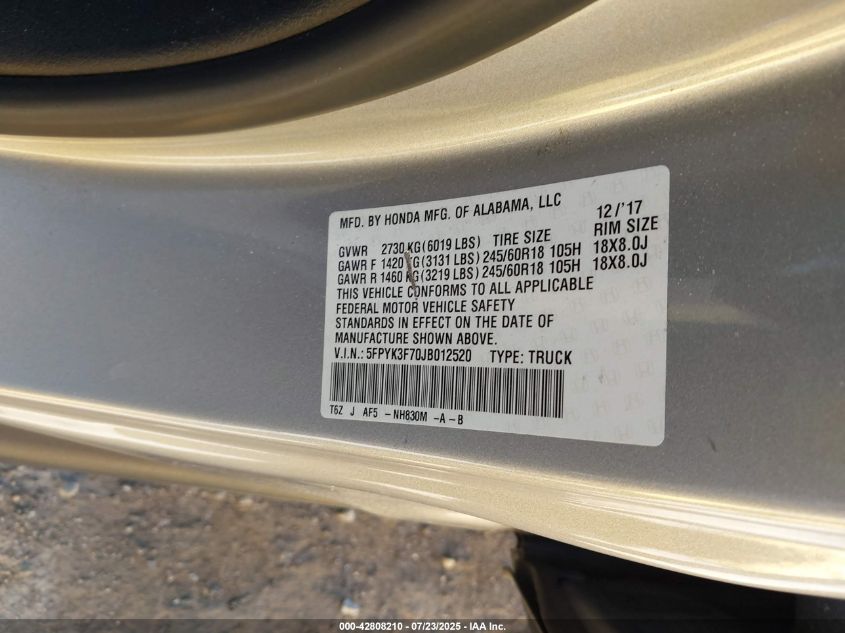 MFD. BY HONDA MFG. OF ALABAMA, LLC 12/'17
GVWR 2730 KG(6019 LBS) TIRE SIZE RIM SIZE
GAWR F 1420 KG(3131 LBS) 245/60R18 105H 18X8.0J
GAWR R 1460 KG(3219 LBS) 245/60R18 105H 18X8.0J
THIS VEHICLE CONFORMS TO ALL APPLICABLE
FEDERAL MOTOR VEHICLE SAFETY
STANDARDS IN EFFECT ON THE DATE OF
MANUFACTURE SHOWN ABOVE.
V.I.N.: 5FPYK3F70JB012520 TYPE: TRUCK
T6Z J AF5 -NH830M -A-B
000-42808210 - 07/23/2025 - IAA Inc.